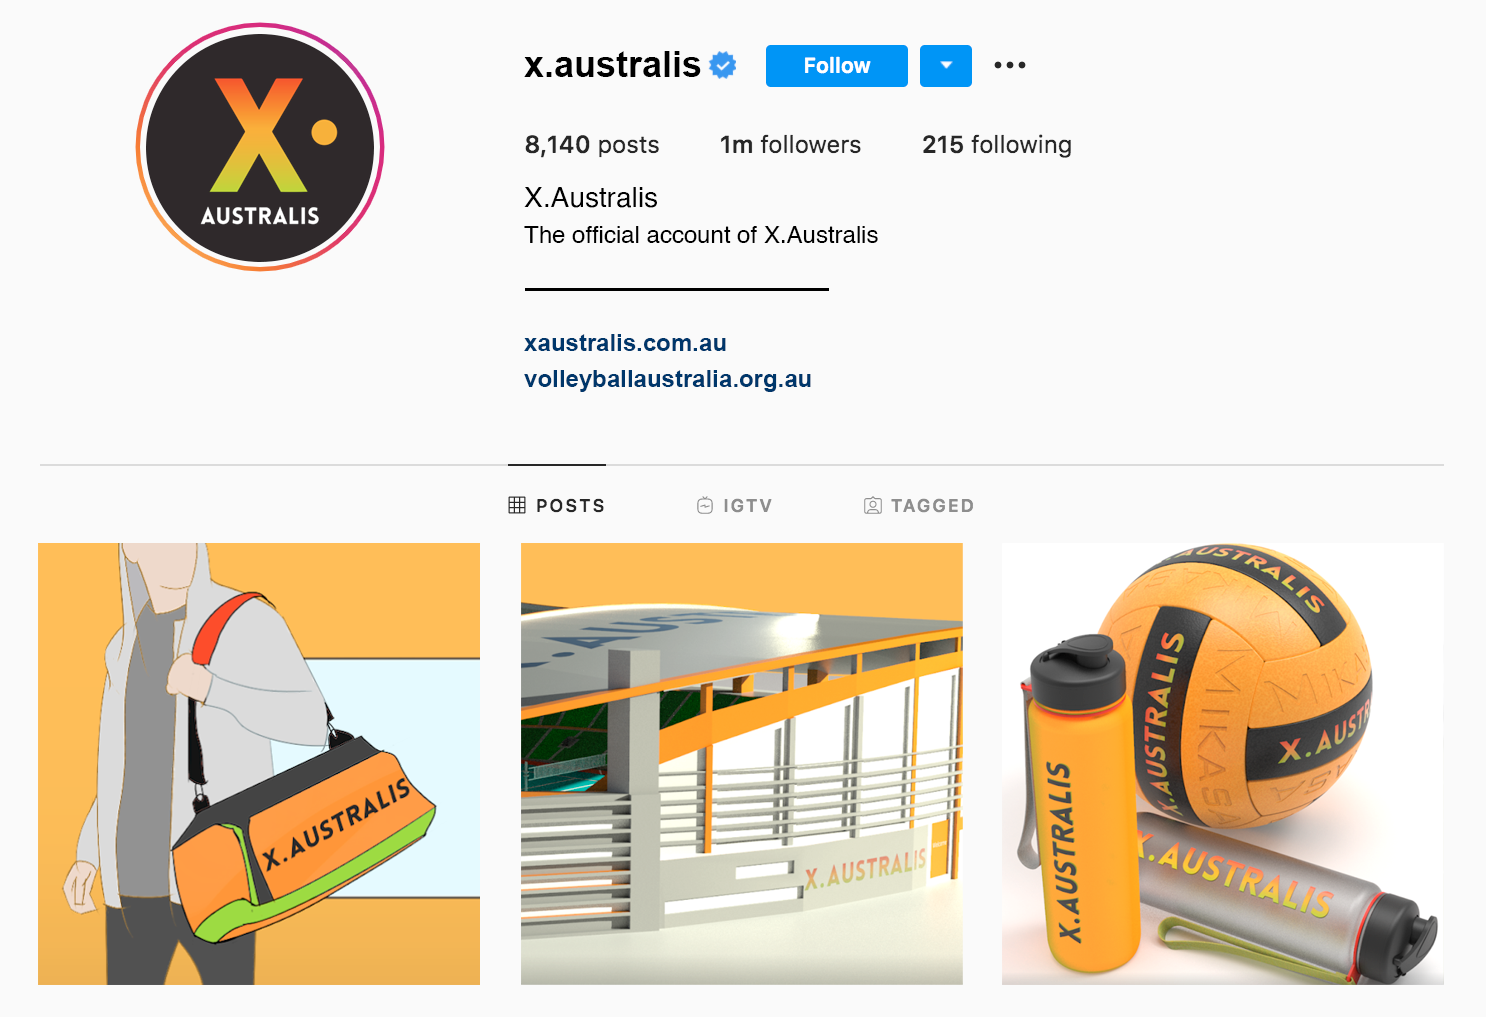 X.
AUSTRALIS
x.australis
Follow
8,140 posts 1m followers 215 following
X.Australis
The official account of X.Australis
xaustralis.com.au
volleyballaustralia.org.au
POSTS IGTV TAGGED
X.AUSTRALIS
X.AUSTRALIS
AUSTRALIS
X.AUSTRALIS
MIKASA
X.AUSTR
X.AUSTRALIS
X.AUSTRALIS